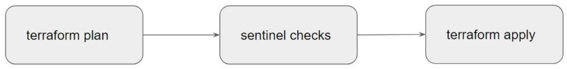 terraform plan
sentinel checks
terraform apply